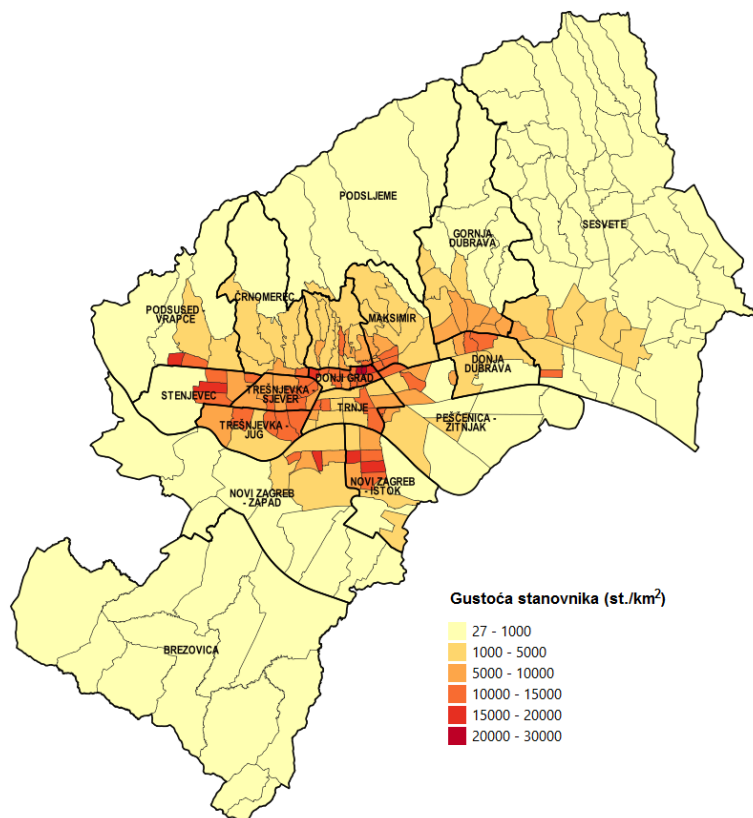 PODSLJEME
SESVETE
GORNJA
DUBRAVA
ČRNOMEREC
PODSUSED -
VRAPČE
MAKSIMIR
DONJI GRAD
DONJA
DUBRAVA
STENJEVEC
TREŠNJEVKA -
SJEVER
TRNJE
PEŠČENICA -
ŽITNJAK
TREŠNJEVKA -
JUG
NOVI ZAGREB
- ISTOK
NOVI ZAGREB
- ZAPAD
BREZOVICA
Gustoća stanovnika (st./km²)
27 - 1000
1000 - 5000
5000 - 10000
10000 - 15000
15000 - 20000
20000 - 30000